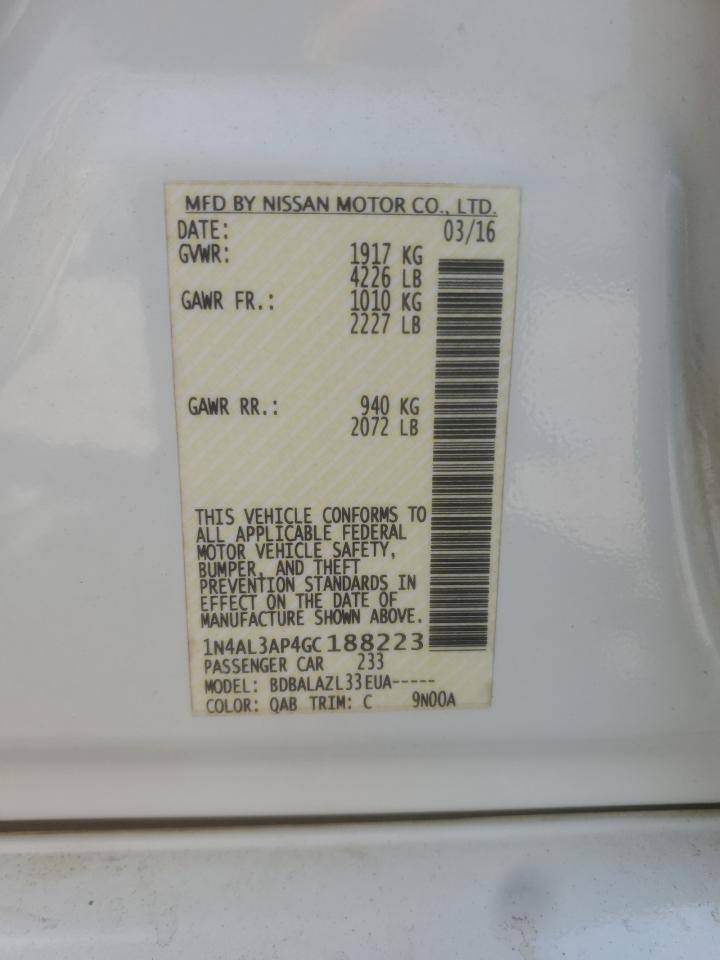 MFD BY NISSAN MOTOR CO., LTD.
DATE: 03/16
GVWR: 1917 KG
4226 LB
GAWR FR.: 1010 KG
2227 LB
GAWR RR.: 940 KG
2072 LB
THIS VEHICLE CONFORMS TO
ALL APPLICABLE FEDERAL
MOTOR VEHICLE SAFETY,
BUMPER, AND THEFT
PREVENTION STANDARDS IN
EFFECT ON THE DATE OF
MANUFACTURE SHOWN ABOVE.
1N4AL3AP4GC188223
PASSENGER CAR 233
MODEL: BDBALAZL33EUA-----
COLOR: QAB TRIM: C 9N00A